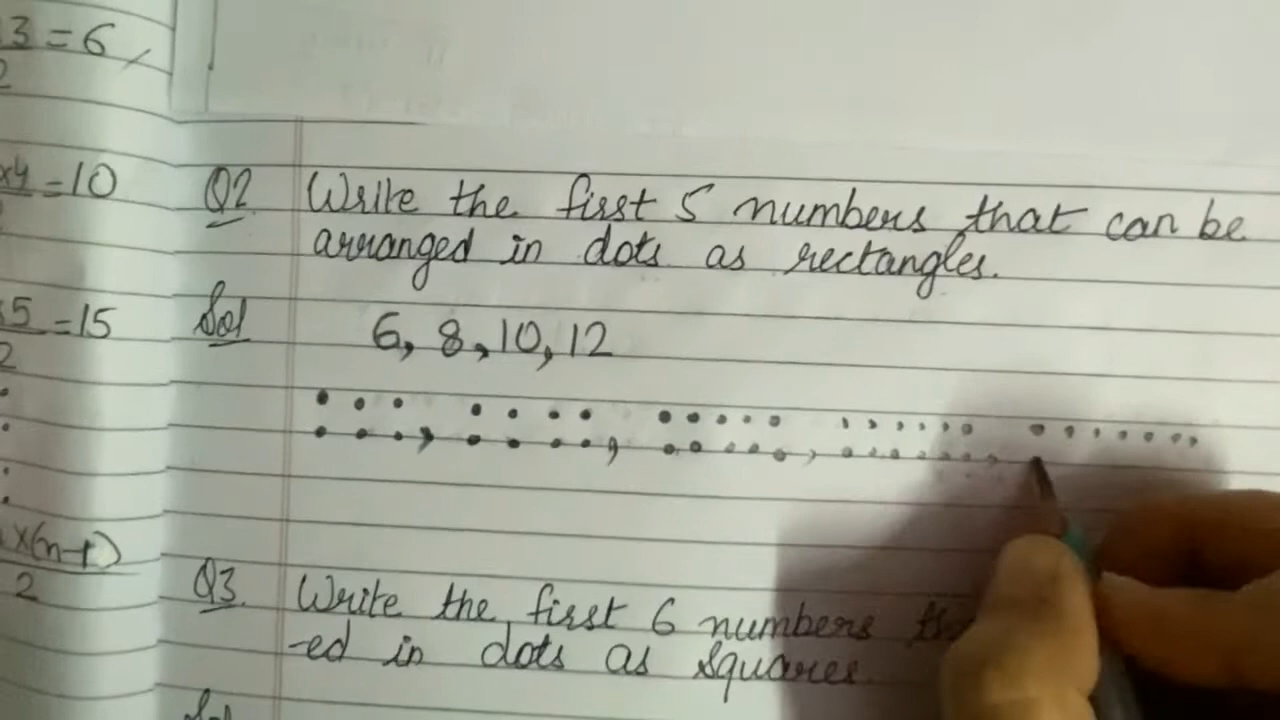 3 = 6
2
x4 = 10
5 = 15
2
x(n-1)
2
Q2 Write the first 5 numbers that can be
arranged in dots as rectangles.
Sol 6, 8, 10, 12
Q3 Write the first 6 numbers
-ed in dots as squares.
Sol